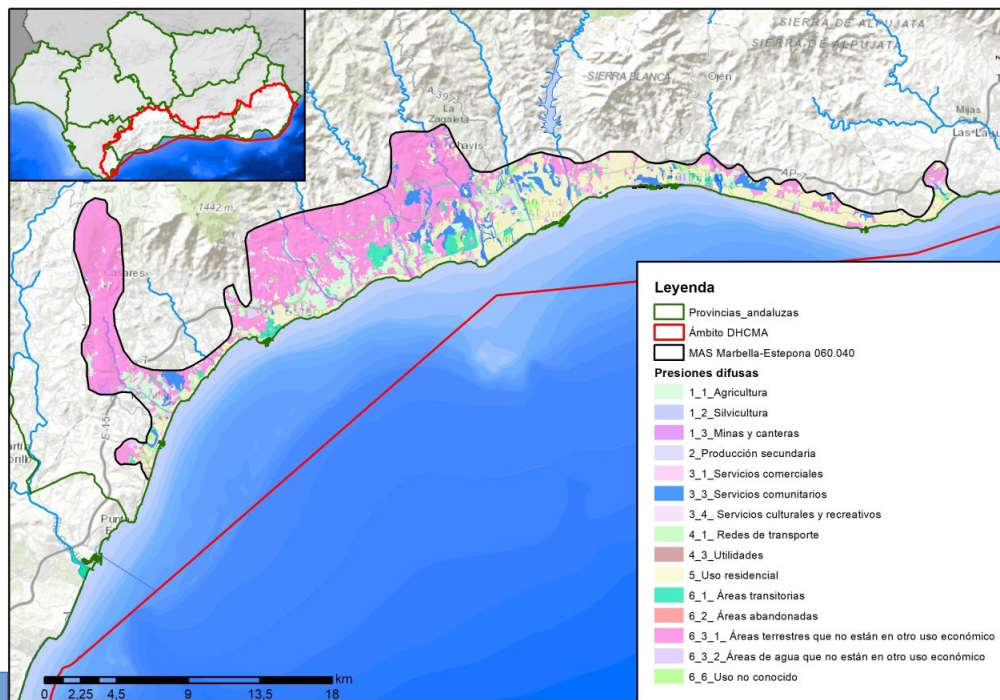 SIERRA DE ALPUJATA
SIERRA DE ALPUJATA
SIERRA BLANCA
Ojén
A-397
La
Zagaleta
Mijas
AP-7
1442 m.
Casares
E-15
Leyenda
Provincias_andaluzas
Ámbito DHCMA
MAS Marbella-Estepona 060.040
Presiones difusas
1_1_Agricultura
1_2_Silvicultura
1_3_Minas y canteras
2_Producción secundaria
3_1_Servicios comerciales
3_3_Servicios comunitarios
3_4_ Servicios culturales y recreativos
4_1_ Redes de transporte
4_3_Utilidades
5_Uso residencial
6_1_ Áreas transitorias
6_2_ Áreas abandonadas
6_3_1_ Áreas terrestres que no están en otro uso económico
6_3_2_Áreas de agua que no están en otro uso económico
6_6_Uso no conocido
km
0 2,25 4,5 9 13,5 18